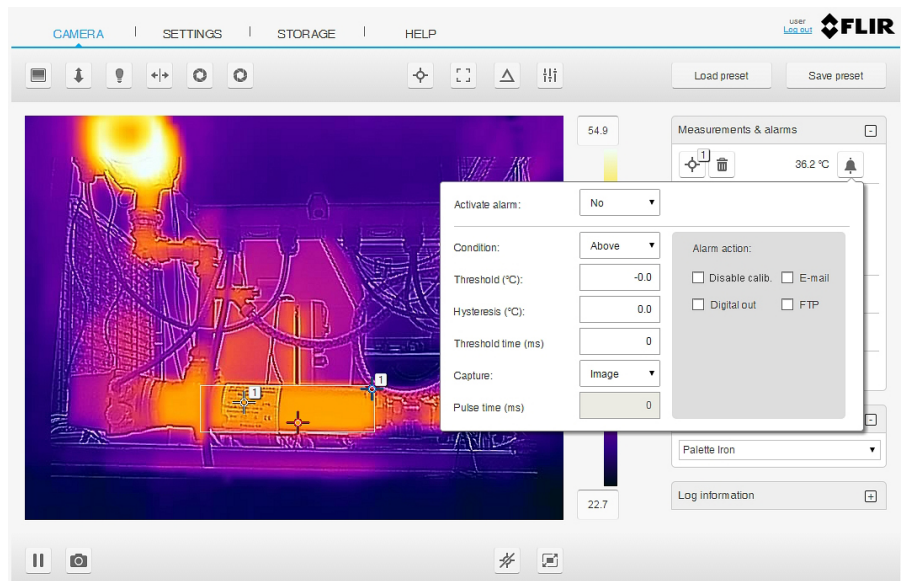 CAMERA
SETTINGS
STORAGE
HELP
user
Log out
FLIR
Load preset
Save preset
54.9
Measurements & alarms
1
36.2 °C
Activate alarm:
No
Condition:
Above
Alarm action:
Threshold (°C):
-0.0
Disable calib.
E-mail
Hysteresis (°C):
0.0
Digital out
FTP
Threshold time (ms)
0
Capture:
Image
Pulse time (ms)
0
1
1
Palette Iron
22.7
Log information